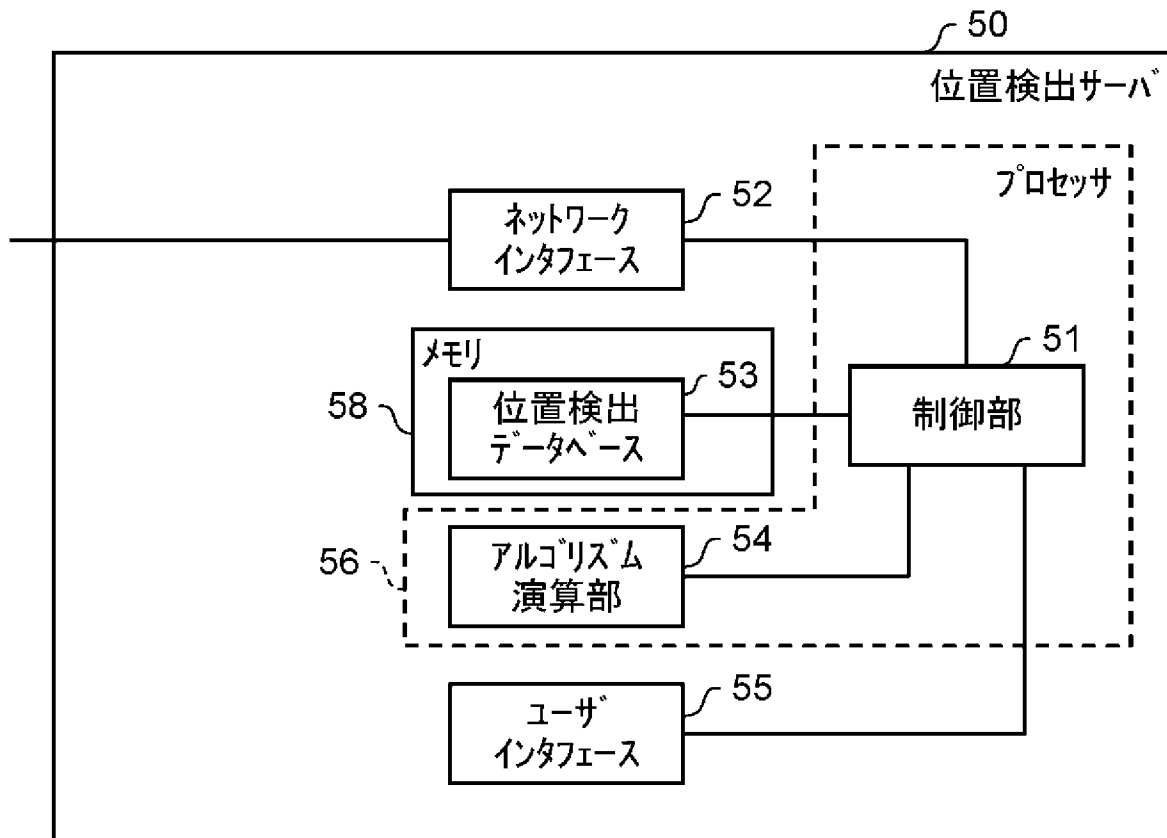 50
位置検出サーバ
プロセッサ
52
ネットワーク
インタフェース
51
制御部
メモリ
53
58
位置検出
データベース
54
56
アルゴリズム
演算部
55
ユーザ
インタフェース